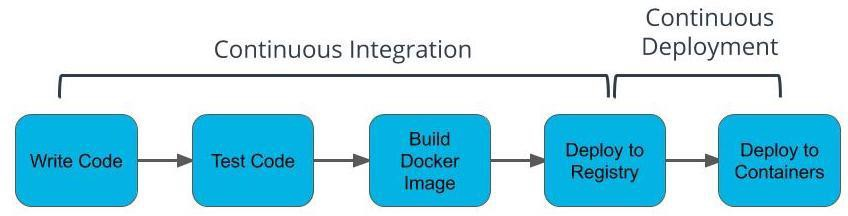 Continuous Integration
Continuous
Deployment
Write Code
Test Code
Build
Docker
Image
Deploy to
Registry
Deploy to
Containers